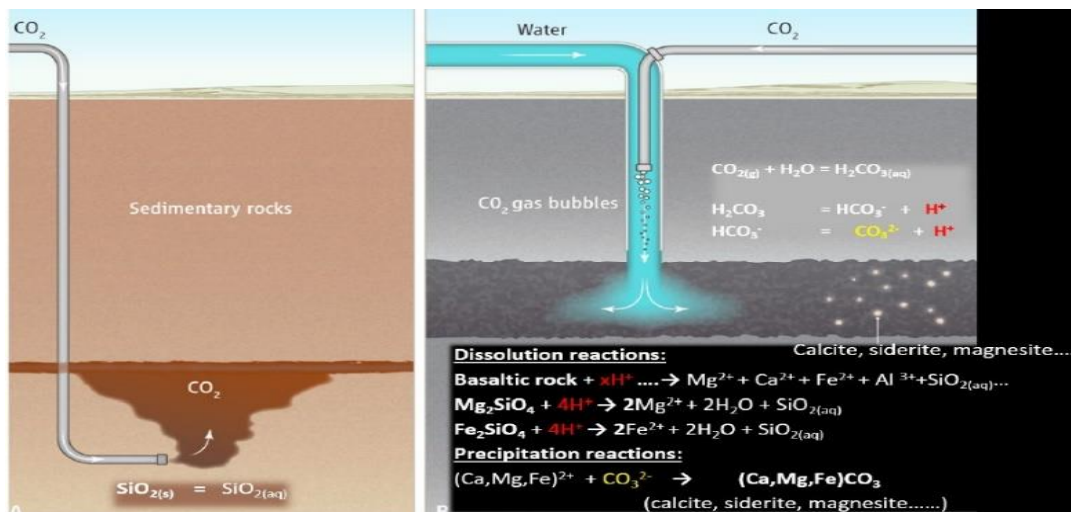 CO₂
Sedimentary rocks
CO₂
SiO₂₍ₛ₎ = SiO₂₍ₐq₎
A
Water
CO₂
CO₂ gas bubbles
CO₂₍g₎ + H₂O = H₂CO₃₍ₐq₎
H₂CO₃ = HCO₃⁻ + H⁺
HCO₃⁻ = CO₃²⁻ + H⁺
Calcite, siderite, magnesite.....
Dissolution reactions:
Basaltic rock + xH⁺ .... → Mg²⁺ + Ca²⁺ + Fe²⁺ + Al ³⁺+SiO₂₍ₐq₎...
Mg₂SiO₄ + 4H⁺ → 2Mg²⁺ + 2H₂O + SiO₂₍ₐq₎
Fe₂SiO₄ + 4H⁺ → 2Fe²⁺ + 2H₂O + SiO₂₍ₐq₎
Precipitation reactions:
(Ca,Mg,Fe)²⁺ + CO₃²⁻ → (Ca,Mg,Fe)CO₃
(calcite, siderite, magnesite......)
B